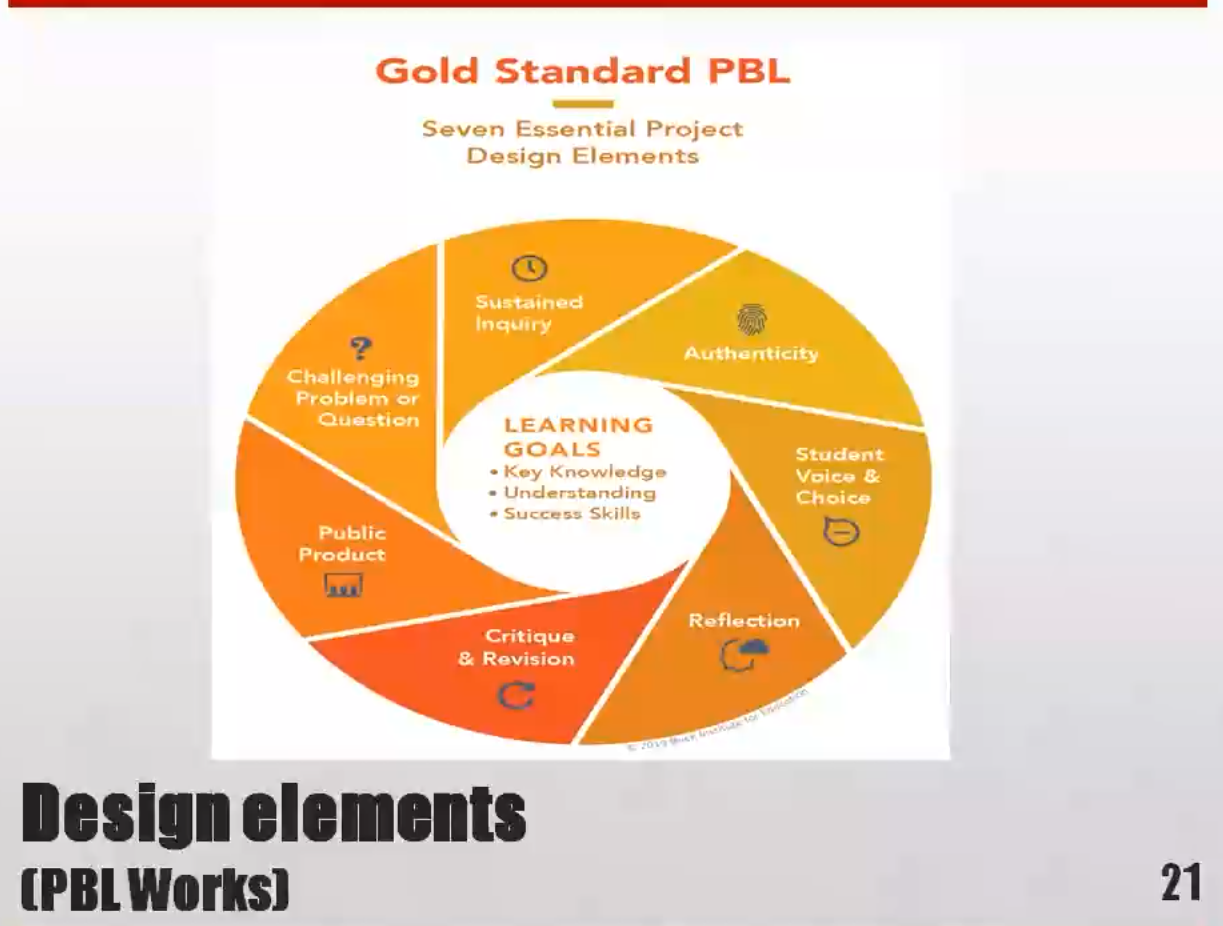 Gold Standard PBL
Seven Essential Project
Design Elements
Sustained
Inquiry
Authenticity
?
Challenging
Problem or
Question
LEARNING
GOALS
• Key Knowledge
• Understanding
• Success Skills
Student
Voice &
Choice
Public
Product
Reflection
Critique
& Revision
© 2019 Buck Institute for Education
Design elements
(PBL Works)
21